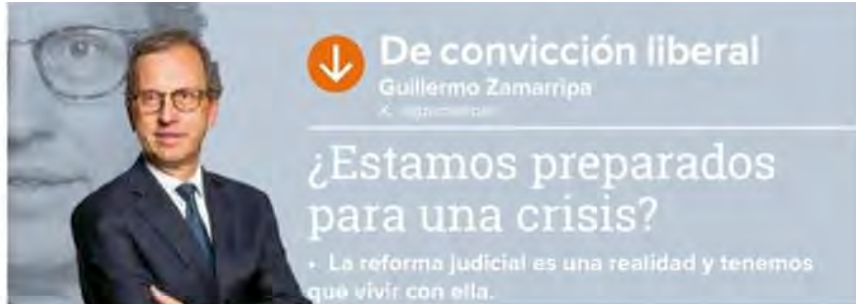 De convicción liberal
Guillermo Zamarripa
¿Estamos preparados
para una crisis?
• La reforma judicial es una realidad y tenemos
que vivir con ella.